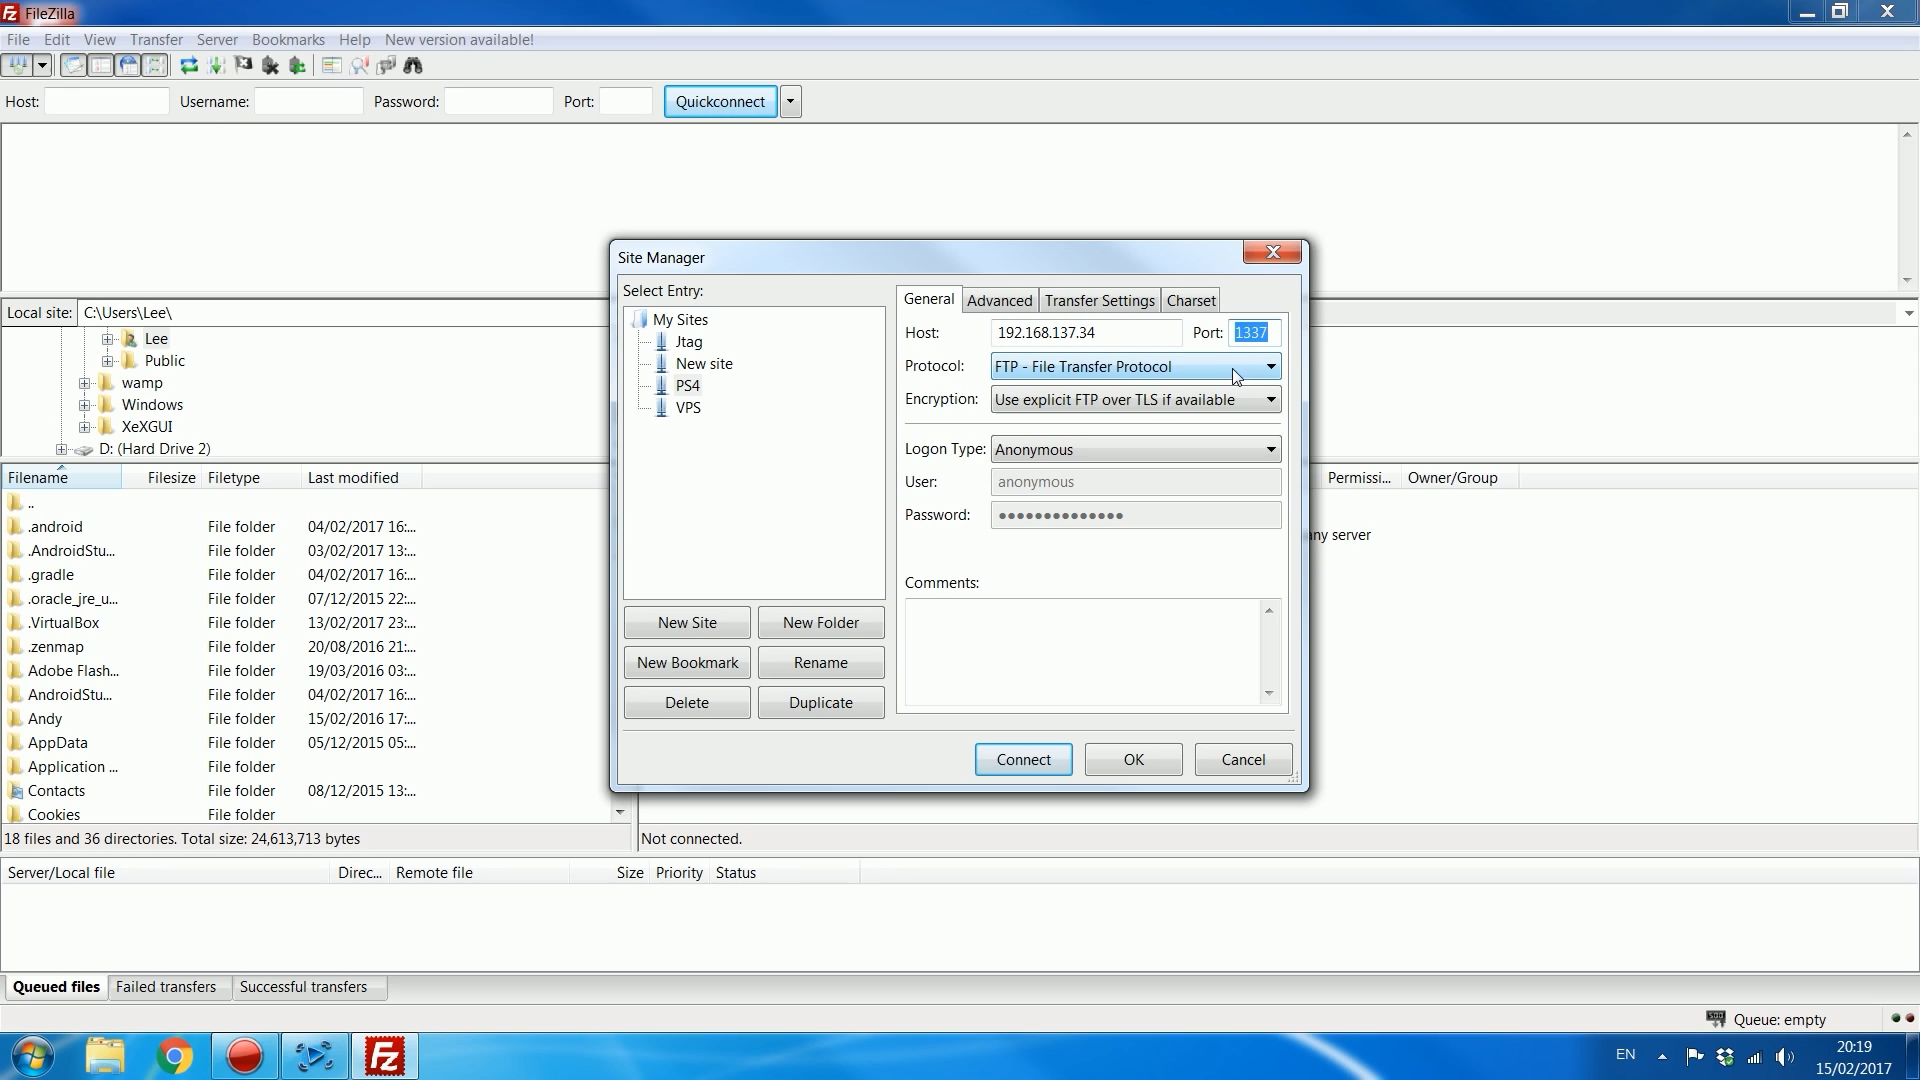 FileZilla
File Edit View Transfer Server Bookmarks Help New version available!
Host: Username: Password: Port: Quickconnect
Local site: C:\Users\Lee\
Lee
Public
wamp
Windows
XeXGUI
D: (Hard Drive 2)
Filename Filesize Filetype Last modified
..
.android File folder 04/02/2017 16:...
.AndroidStu... File folder 03/02/2017 13:...
.gradle File folder 04/02/2017 16:...
.oracle_jre_u... File folder 07/12/2015 22:...
.VirtualBox File folder 13/02/2017 23:...
.zenmap File folder 20/08/2016 21:...
Adobe Flash... File folder 19/03/2016 03:...
AndroidStu... File folder 04/02/2017 16:...
Andy File folder 15/02/2016 17:...
AppData File folder 05/12/2015 05:...
Application ... File folder
Contacts File folder 08/12/2015 13:...
Cookies File folder
18 files and 36 directories. Total size: 24,613,713 bytes
Site Manager
Select Entry:
My Sites
Jtag
New site
PS4
VPS
New Site New Folder
New Bookmark Rename
Delete Duplicate
General Advanced Transfer Settings Charset
Host: 192.168.137.34 Port: 1337
Protocol: FTP - File Transfer Protocol
Encryption: Use explicit FTP over TLS if available
Logon Type: Anonymous
User: anonymous
Password: ●●●●●●●●●●●●●●
Comments:
Connect OK Cancel
Permissi... Owner/Group
any server
Not connected.
Server/Local file Direc... Remote file Size Priority Status
Queued files Failed transfers Successful transfers
Queue: empty
EN
20:19
15/02/2017